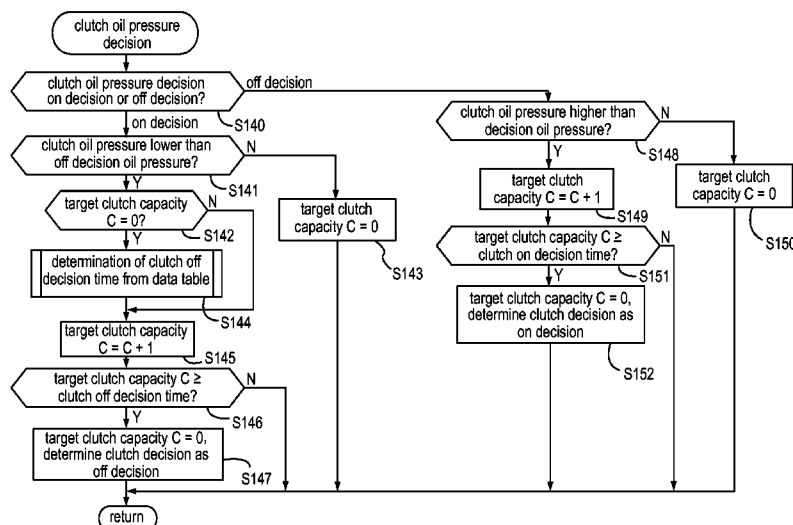 clutch oil pressure
decision
clutch oil pressure decision
on decision or off decision?
off decision
S140
on decision
clutch oil pressure lower than
off decision oil pressure?
N
S141
Y
target clutch capacity
C = 0?
N
S142
Y
target clutch
capacity C = 0
S143
determination of clutch off
decision time from data table
S144
target clutch capacity
C = C + 1
S145
target clutch capacity C ≥
clutch off decision time?
N
S146
Y
target clutch capacity C = 0,
determine clutch decision as
off decision
S147
return
clutch oil pressure higher than
decision oil pressure?
N
S148
Y
target clutch
capacity C = C + 1
S149
target clutch
capacity C = 0
S150
target clutch capacity C ≥
clutch on decision time?
N
S151
Y
target clutch capacity C = 0,
determine clutch decision as
on decision
S152